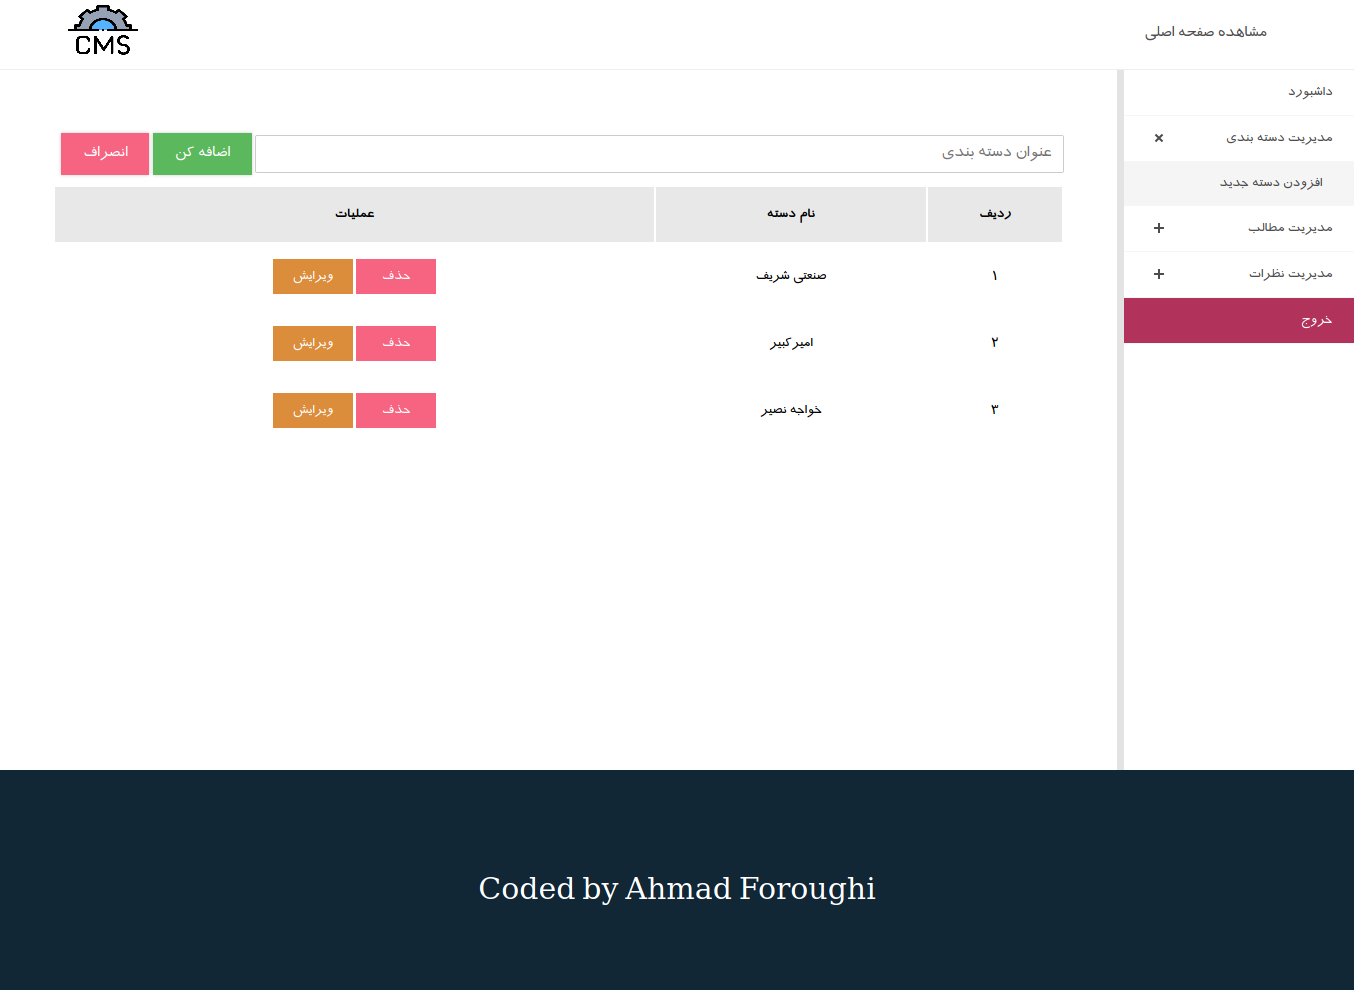 مشاهده صفحه اصلی
CMS
داشبورد
مدیریت دسته بندی ×
افزودن دسته جدید
مدیریت مطالب +
مدیریت نظرات +
خروج
عنوان دسته بندی
اضافه کن
انصراف
ردیف نام دسته عملیات
۱ صنعتی شریف حذف ویرایش
۲ امیر کبیر حذف ویرایش
۳ خواجه نصیر حذف ویرایش
Coded by Ahmad Foroughi